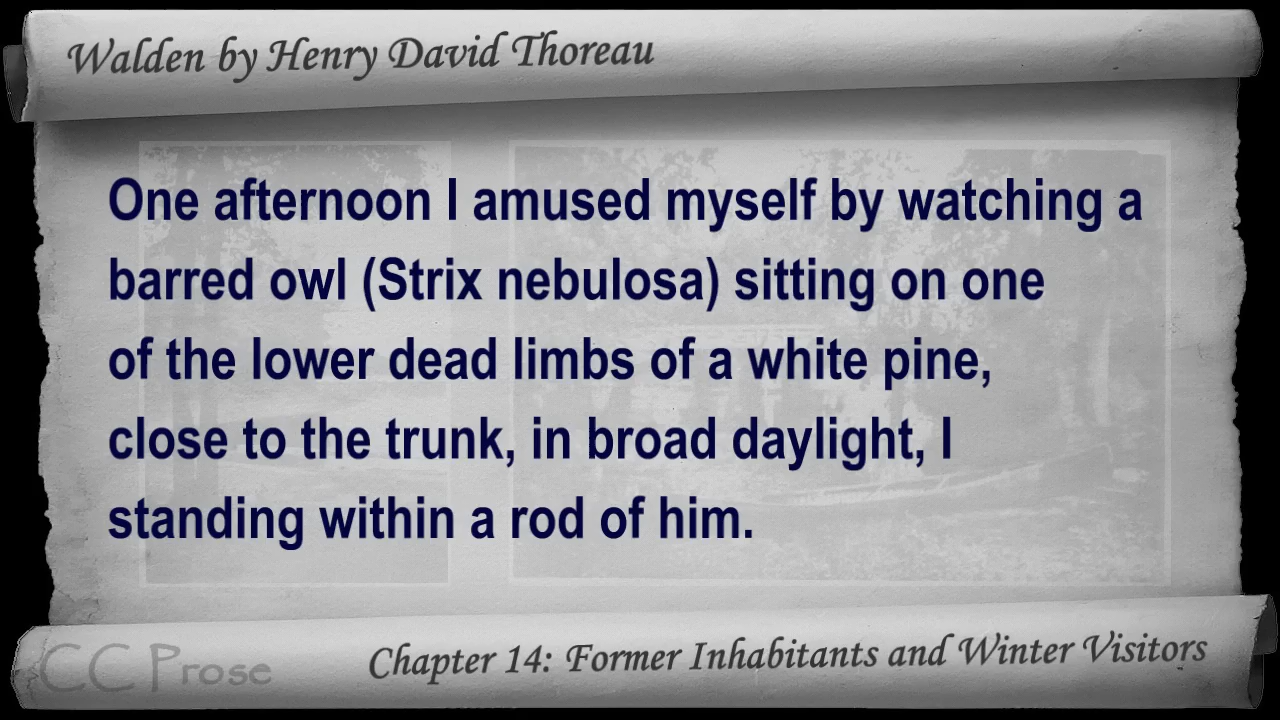 Walden by Henry David Thoreau
One afternoon I amused myself by watching a
barred owl (Strix nebulosa) sitting on one
of the lower dead limbs of a white pine,
close to the trunk, in broad daylight, I
standing within a rod of him.
CC Prose
Chapter 14: Former Inhabitants and Winter Visitors